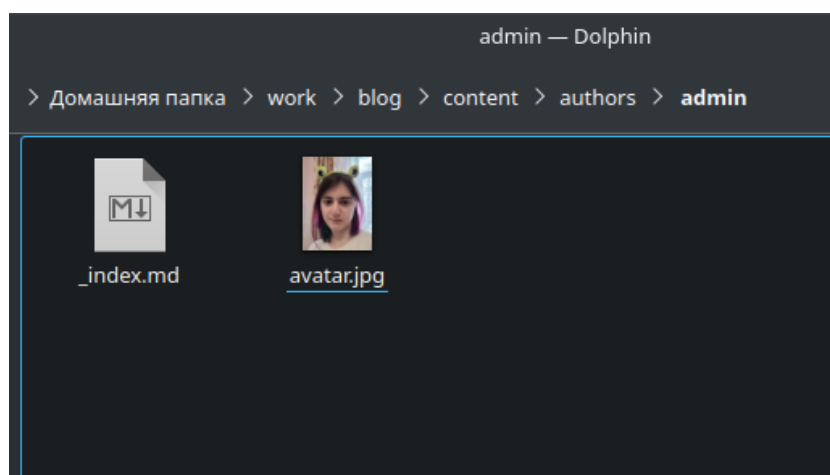 admin — Dolphin
> Домашняя папка > work > blog > content > authors > admin
M↓
_index.md
avatar.jpg